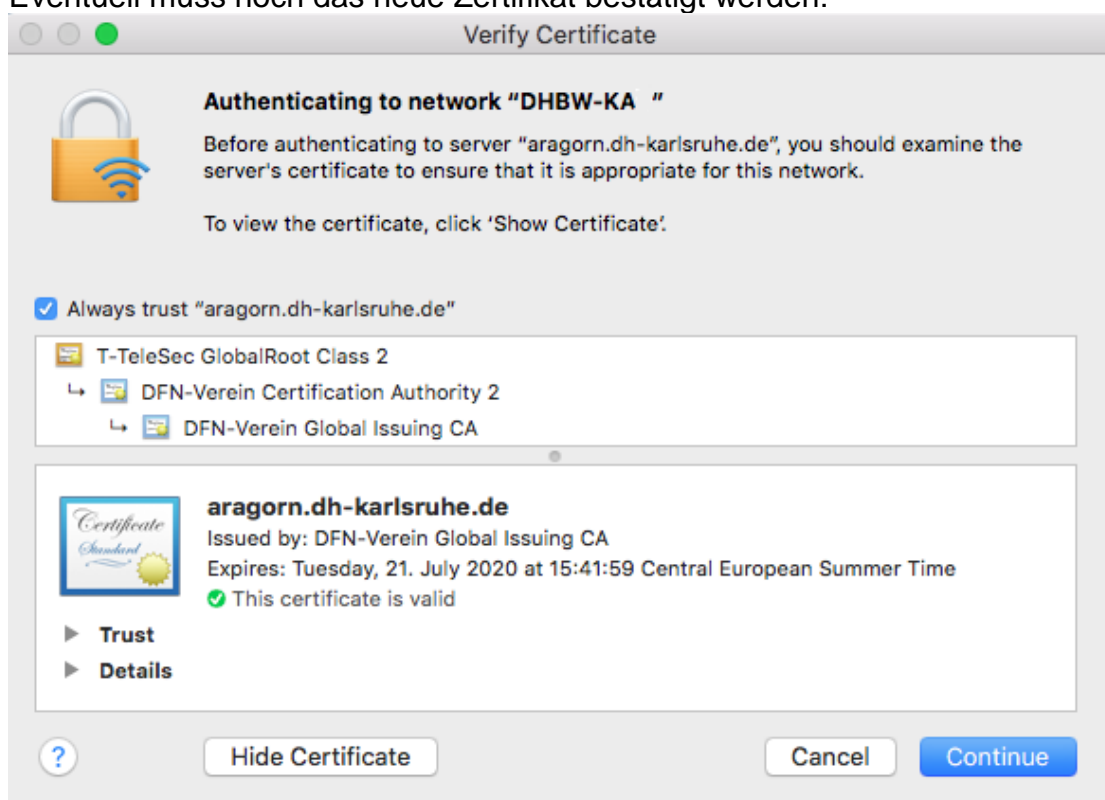 Eventuell muss noch das neue Zertifikat bestätigt werden:
Verify Certificate
Authenticating to network “DHBW-KA ”
Before authenticating to server “aragorn.dh-karlsruhe.de”, you should examine the
server's certificate to ensure that it is appropriate for this network.
To view the certificate, click ‘Show Certificate’.
Always trust “aragorn.dh-karlsruhe.de”
T-TeleSec GlobalRoot Class 2
DFN-Verein Certification Authority 2
DFN-Verein Global Issuing CA
Certificate
Standard
aragorn.dh-karlsruhe.de
Issued by: DFN-Verein Global Issuing CA
Expires: Tuesday, 21. July 2020 at 15:41:59 Central European Summer Time
This certificate is valid
Trust
Details
?
Hide Certificate
Cancel
Continue